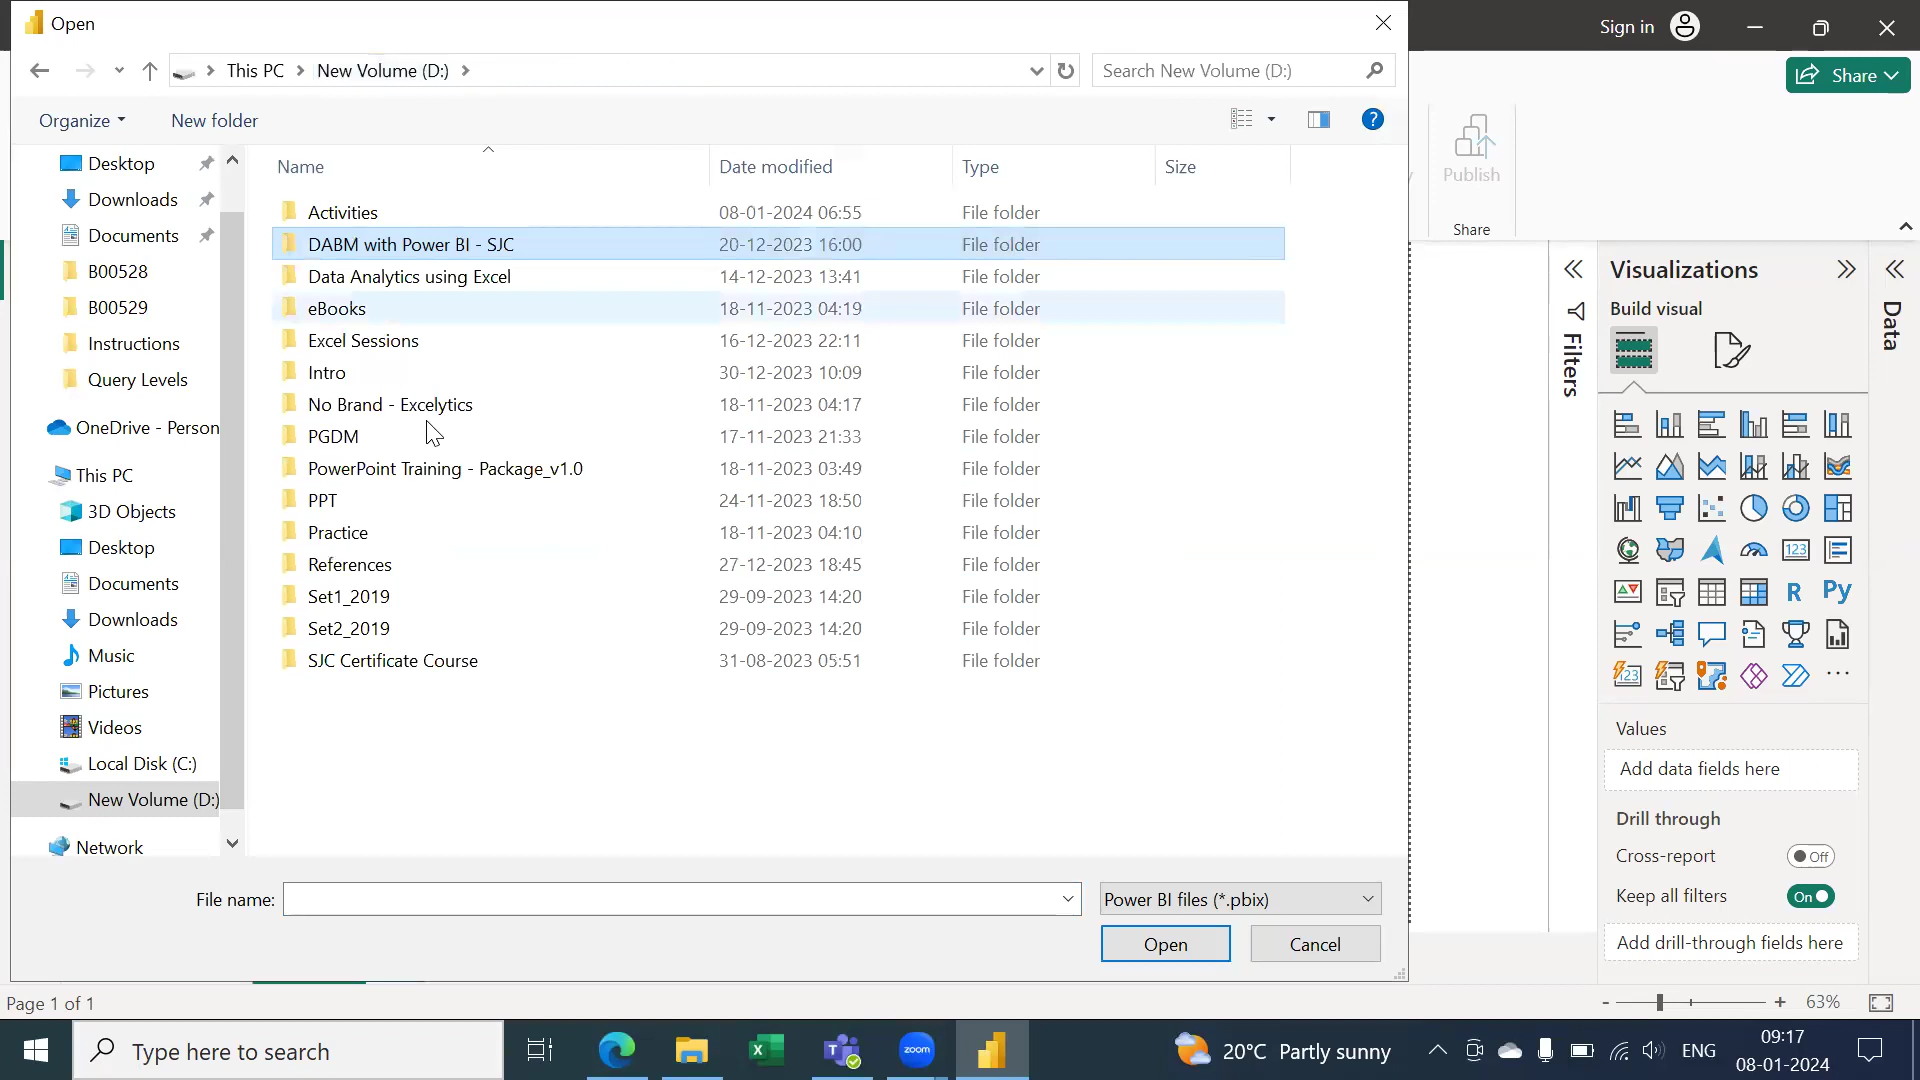 Open
Sign in
This PC
New Volume (D:)
Search New Volume (D:)
Share
Organize
New folder
?
Publish
Share
Desktop
Downloads
Documents
B00528
B00529
Instructions
Query Levels
OneDrive - Person
This PC
3D Objects
Desktop
Documents
Downloads
Music
Pictures
Videos
Local Disk (C:)
New Volume (D:)
Network
Name Date modified Type Size
Activities 08-01-2024 06:55 File folder
DABM with Power BI - SJC 20-12-2023 16:00 File folder
Data Analytics using Excel 14-12-2023 13:41 File folder
eBooks 18-11-2023 04:19 File folder
Excel Sessions 16-12-2023 22:11 File folder
Intro 30-12-2023 10:09 File folder
No Brand - Excelytics 18-11-2023 04:17 File folder
PGDM 17-11-2023 21:33 File folder
PowerPoint Training - Package_v1.0 18-11-2023 03:49 File folder
PPT 24-11-2023 18:50 File folder
Practice 18-11-2023 04:10 File folder
References 27-12-2023 18:45 File folder
Set1_2019 29-09-2023 14:20 File folder
Set2_2019 29-09-2023 14:20 File folder
SJC Certificate Course 31-08-2023 05:51 File folder
File name:
Power BI files (*.pbix)
Open
Cancel
Filters
Visualizations
Build visual
123
R
Py
123
Values
Add data fields here
Drill through
Cross-report
Off
Keep all filters
On
Add drill-through fields here
Data
Page 1 of 1
- + 63%
Type here to search
zoom
20°C Partly sunny
ENG
09:17
08-01-2024